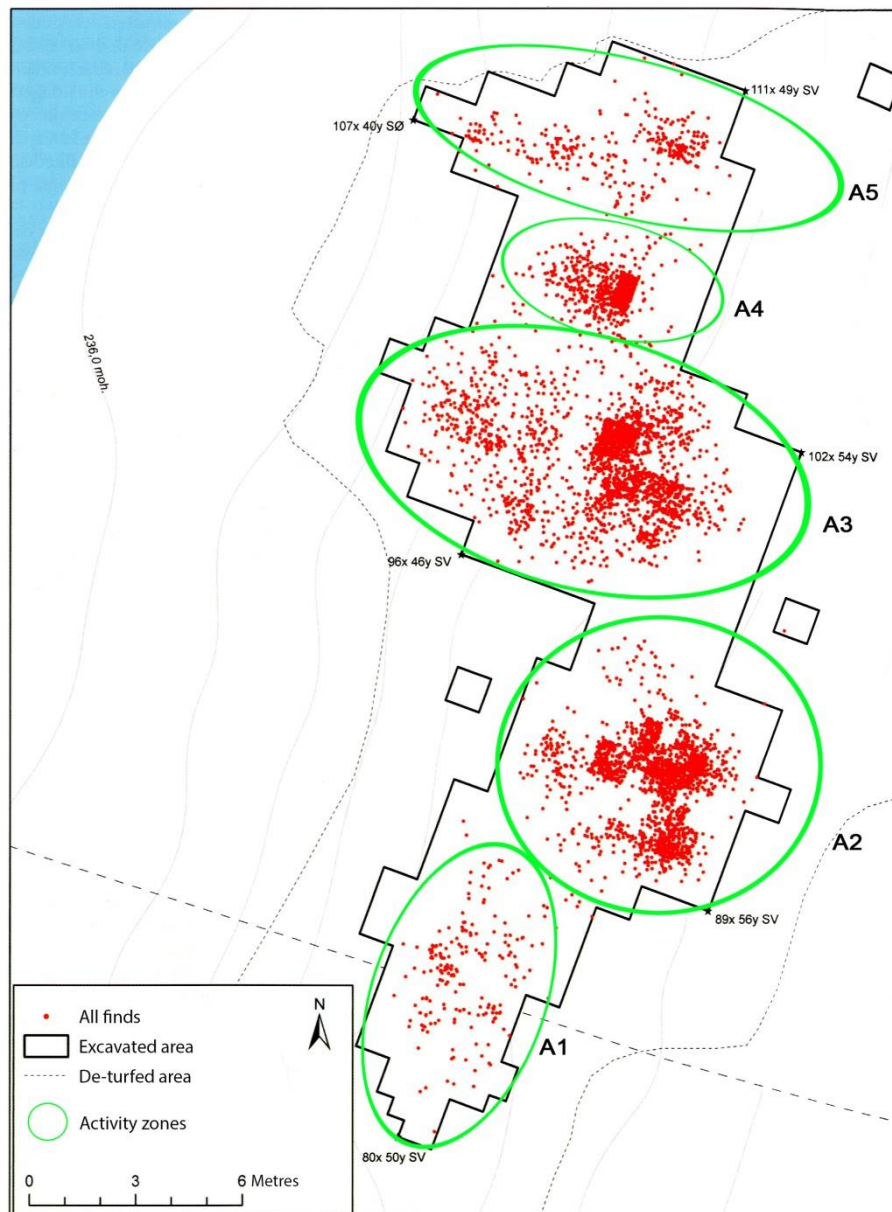 111x 49y SV
107x 40y SØ
A5
A4
236,0 moh.
102x 54y SV
A3
96x 46y SV
A2
89x 56y SV
A1
80x 50y SV
N
All finds
Excavated area
De-turfed area
Activity zones
0 3 6 Metres